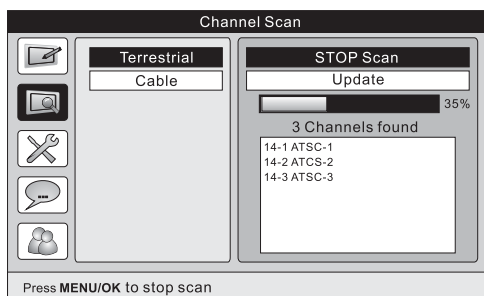 Channel Scan
Terrestrial
Cable
STOP Scan
Update
35%
3 Channels found
14-1 ATSC-1
14-2 ATCS-2
14-3 ATSC-3
Press MENU/OK to stop scan